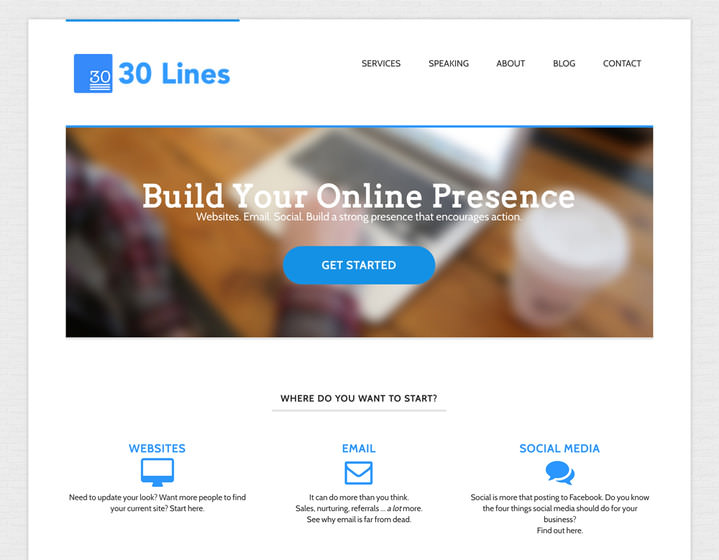 30
30 Lines
SERVICES SPEAKING ABOUT BLOG CONTACT
Build Your Online Presence
Websites. Email. Social. Build a strong presence that encourages action.
GET STARTED
WHERE DO YOU WANT TO START?
WEBSITES
Need to update your look? Want more people to find
your current site? Start here.
EMAIL
It can do more than you think.
Sales, nurturing, referrals ... a lot more.
See why email is far from dead.
SOCIAL MEDIA
Social is more that posting to Facebook. Do you know
the four things social media should do for your
business?
Find out here.